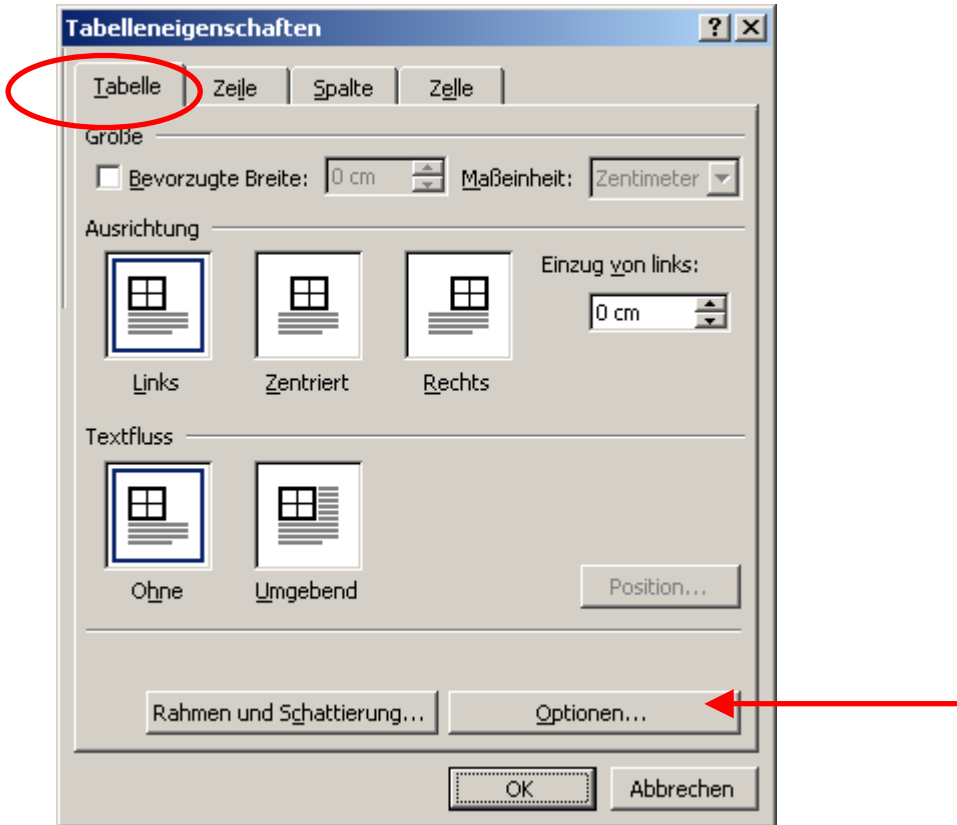 Tabelleneigenschaften
Tabelle Zeile Spalte Zelle
Größe
Bevorzugte Breite: 0 cm Maßeinheit: Zentimeter
Ausrichtung
Einzug von links:
0 cm
Links Zentriert Rechts
Textfluss
Ohne Umgebend Position...
Rahmen und Schattierung... Optionen...
OK Abbrechen